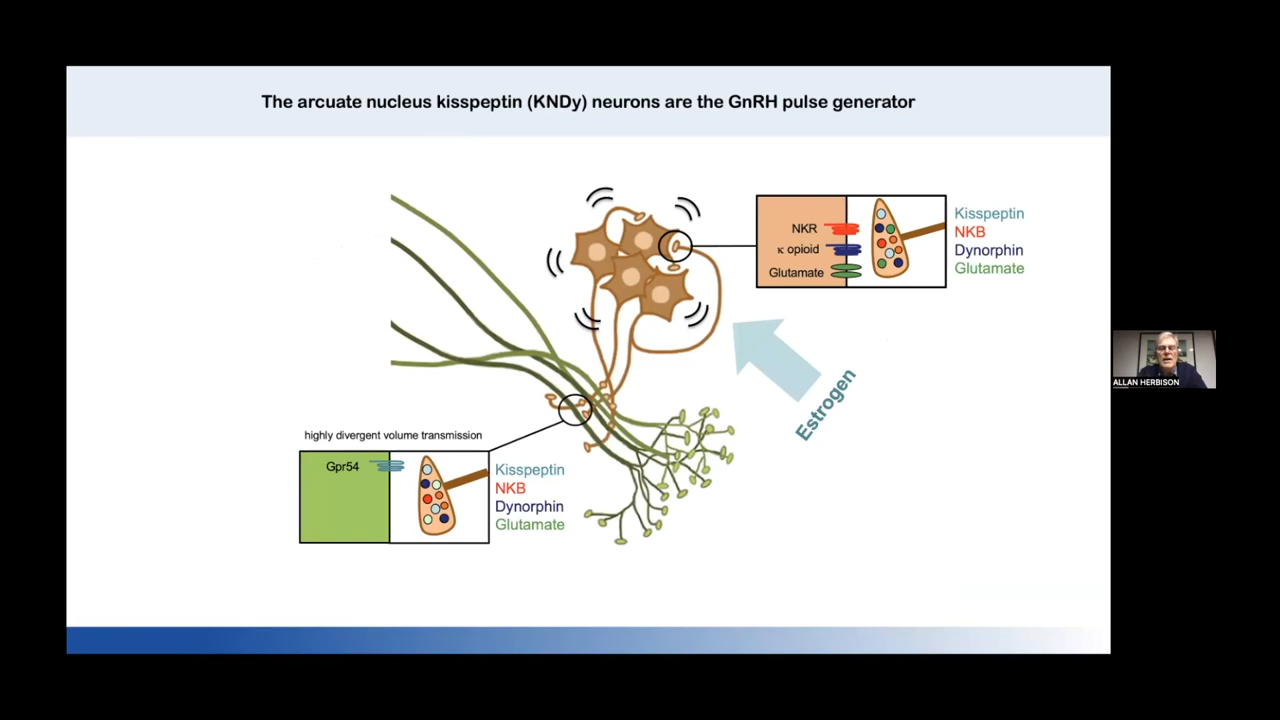 The arcuate nucleus kisspeptin (KNDy) neurons are the GnRH pulse generator
NKR
κ opioid
Glutamate
Kisspeptin
NKB
Dynorphin
Glutamate
Estrogen
ALLAN HERBISON
highly divergent volume transmission
Gpr54
Kisspeptin
NKB
Dynorphin
Glutamate